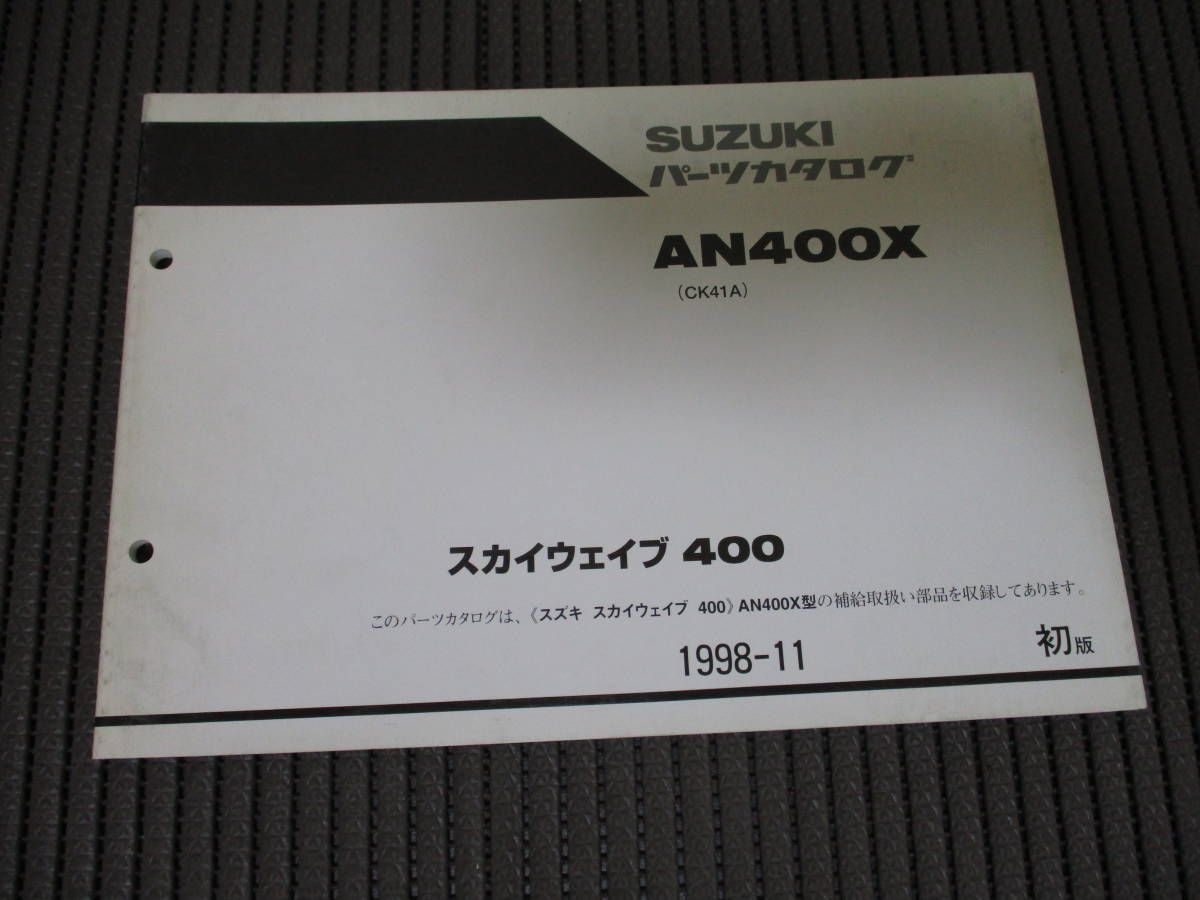 SUZUKI
パーツカタログ
AN400X
(CK41A)
スカイウェイブ 400
このパーツカタログは、《スズキ スカイウェイブ 400》AN400X型の補給取扱い部品を収録してあります。
1998-11
初版